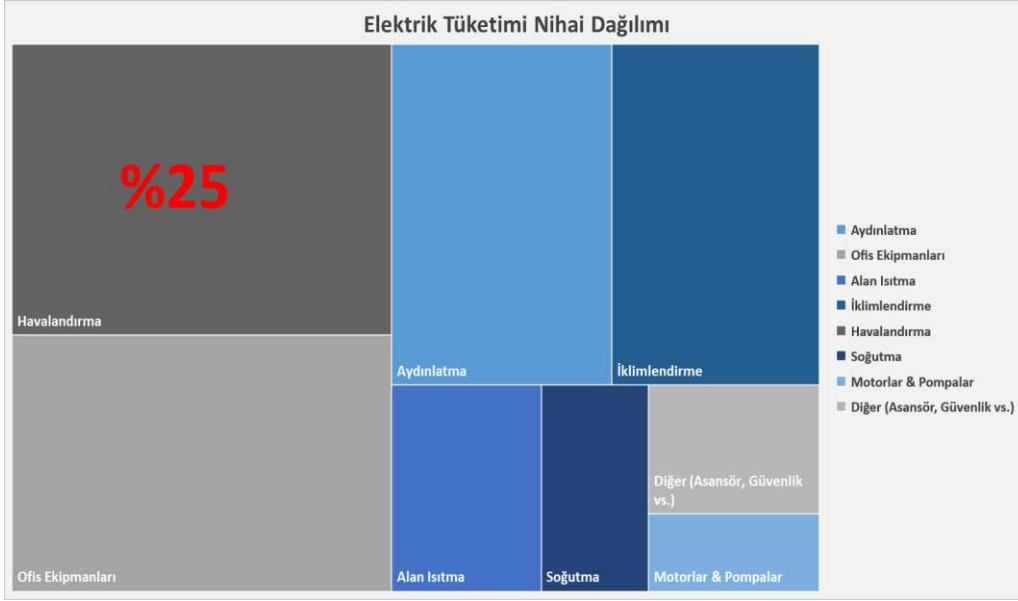 Elektrik Tüketimi Nihai Dağılımı
%25
Havalandırma
Ofis Ekipmanları
Aydınlatma
İklimlendirme
Alan Isıtma
Soğutma
Diğer (Asansör, Güvenlik
vs.)
Motorlar & Pompalar
Aydınlatma
Ofis Ekipmanları
Alan Isıtma
İklimlendirme
Havalandırma
Soğutma
Motorlar & Pompalar
Diğer (Asansör, Güvenlik vs.)